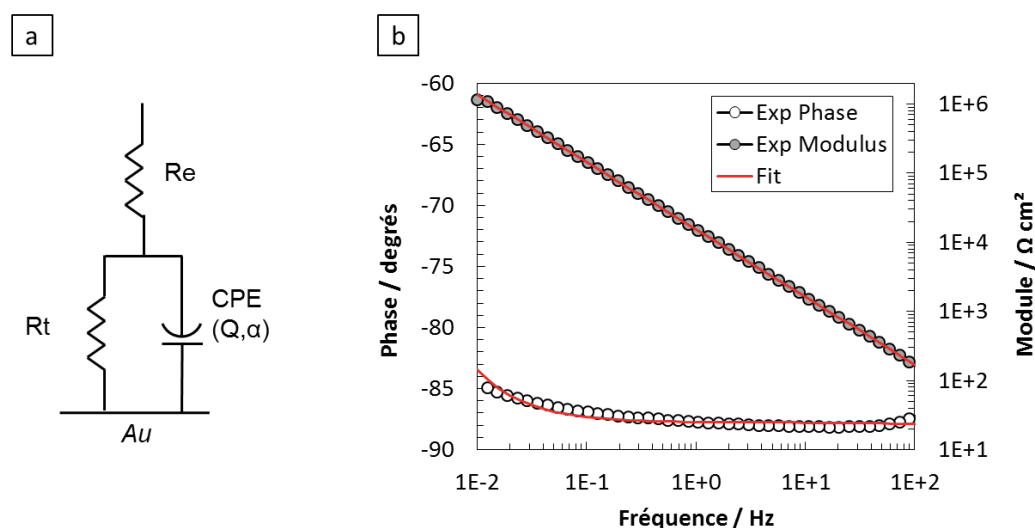 a
b
Re
Rt
CPE
(Q,α)
Au
-60
-65
-70
-75
-80
-85
-90
Phase / degrés
Exp Phase
Exp Modulus
Fit
1E+6
1E+5
1E+4
1E+3
1E+2
1E+1
Module / Ω cm²
1E-2 1E-1 1E+0 1E+1 1E+2
Fréquence / Hz